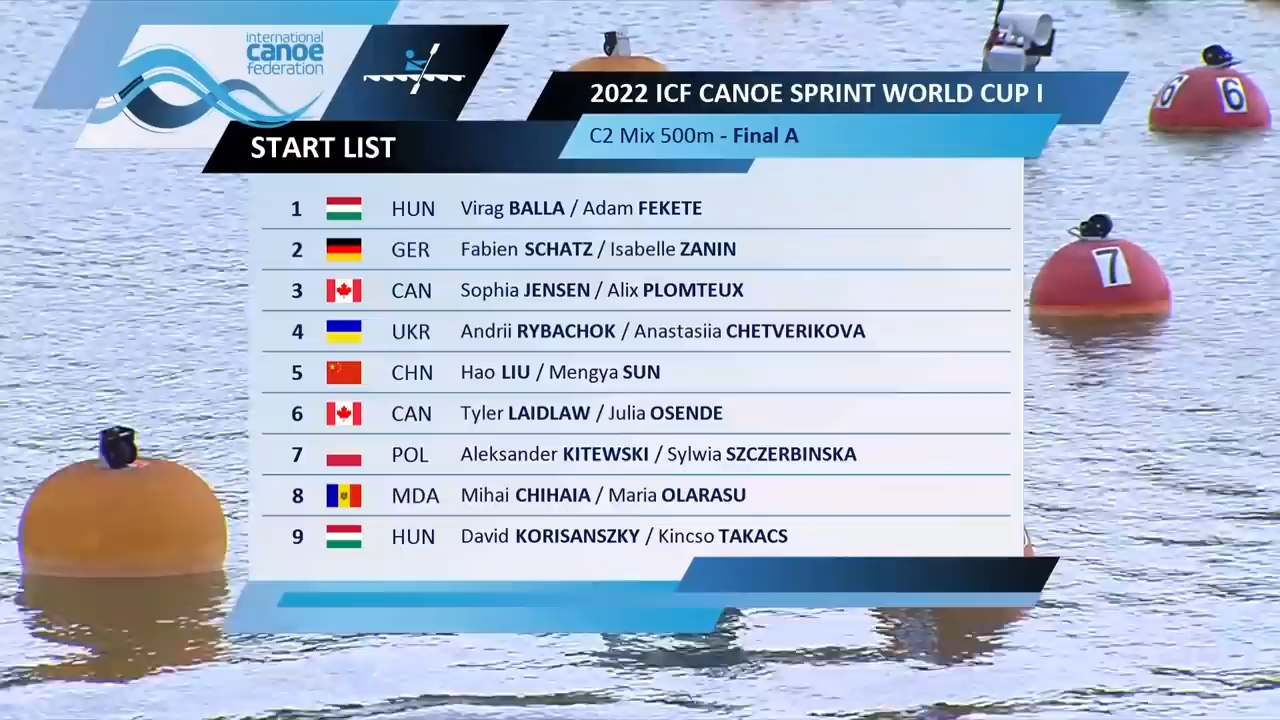 international
canoe
federation
2022 ICF CANOE SPRINT WORLD CUP I
C2 Mix 500m - Final A
START LIST
1 HUN Virag BALLA / Adam FEKETE
2 GER Fabien SCHATZ / Isabelle ZANIN
3 CAN Sophia JENSEN / Alix PLOMTEUX
4 UKR Andrii RYBACHOK / Anastasiia CHETVERIKOVA
5 CHN Hao LIU / Mengya SUN
6 CAN Tyler LAIDLAW / Julia OSENDE
7 POL Aleksander KITEWSKI / Sylwia SZCZERBINSKA
8 MDA Mihai CHIHAIA / Maria OLARASU
9 HUN David KORISANSZKY / Kincso TAKACS
6 6
7